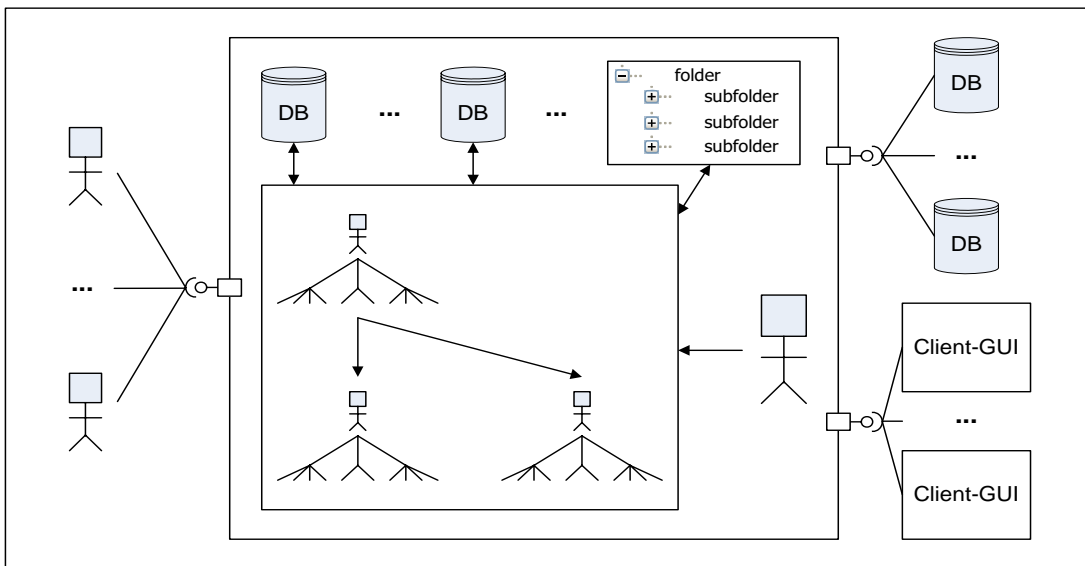 DB
...
DB
...
folder
subfolder
subfolder
subfolder
DB
...
DB
...
Client-GUI
...
Client-GUI